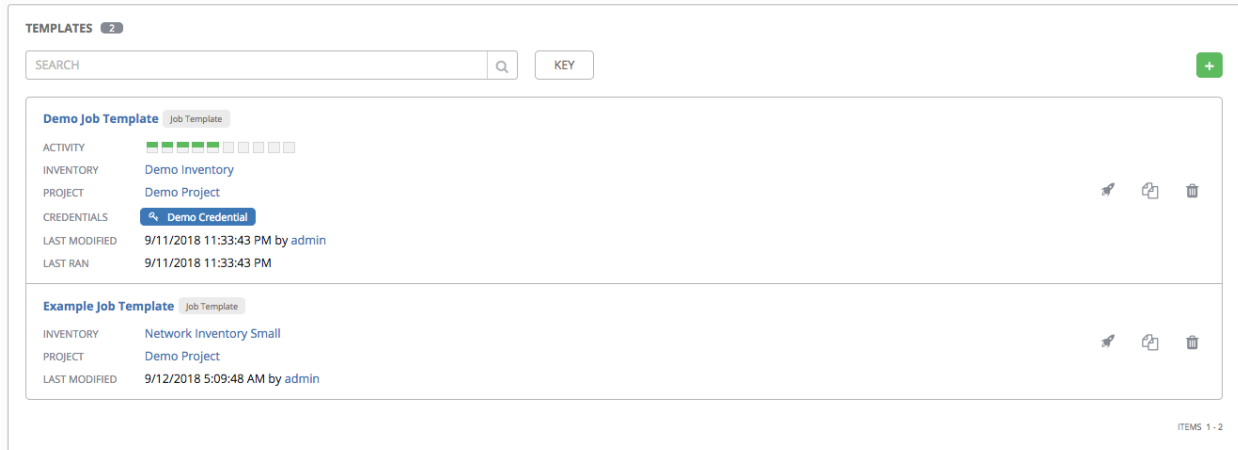 TEMPLATES 2
SEARCH KEY +
Demo Job Template Job Template
ACTIVITY
INVENTORY Demo Inventory
PROJECT Demo Project
CREDENTIALS Demo Credential
LAST MODIFIED 9/11/2018 11:33:43 PM by admin
LAST RAN 9/11/2018 11:33:43 PM
Example Job Template Job Template
INVENTORY Network Inventory Small
PROJECT Demo Project
LAST MODIFIED 9/12/2018 5:09:48 AM by admin
ITEMS 1 - 2